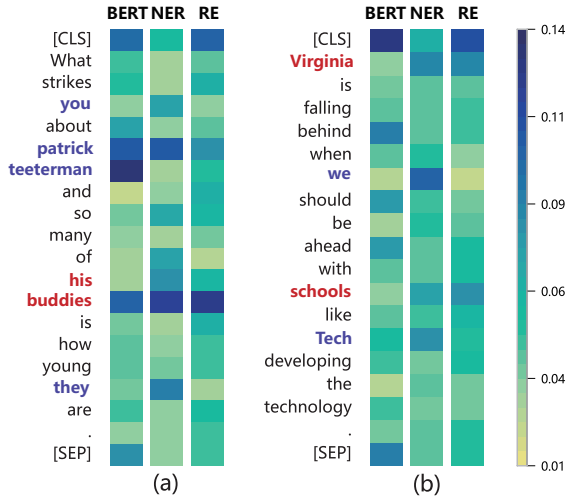 BERT NER RE
[CLS]
What
strikes
you
about
patrick
teeterman
and
so
many
of
his
buddies
is
how
young
they
are
.
[SEP]
(a)
BERT NER RE
[CLS]
Virginia
is
falling
behind
when
we
should
be
ahead
with
schools
like
Tech
developing
the
technology
.
[SEP]
(b)
0.14
0.11
0.09
0.06
0.04
0.01